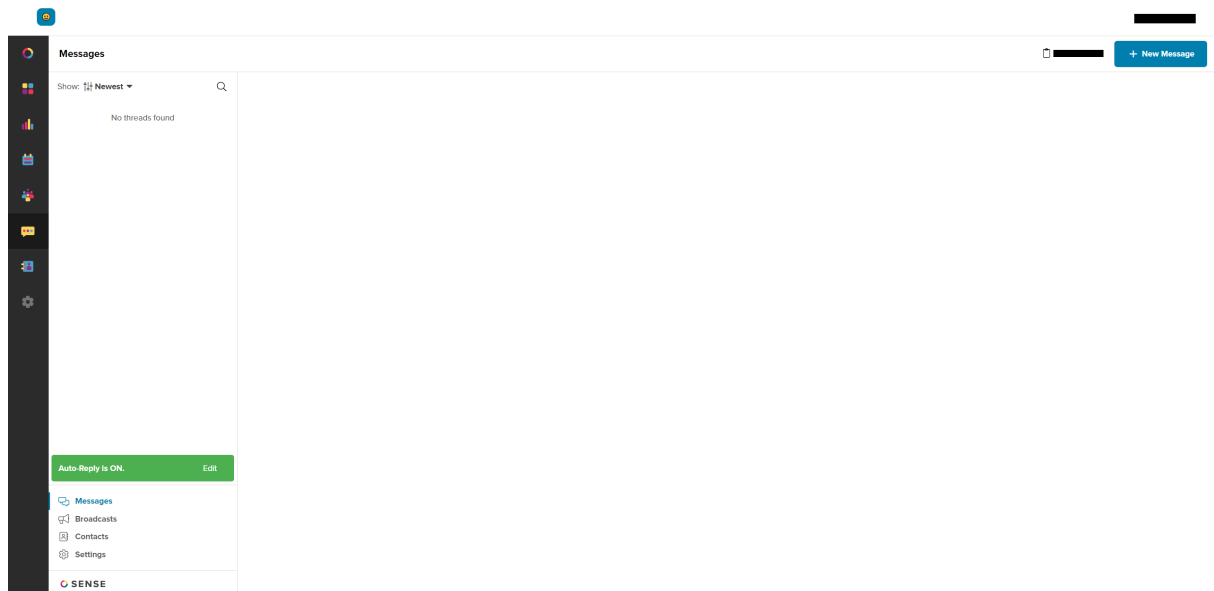 Messages
+ New Message
Show: Newest
No threads found
Auto-Reply is ON. Edit
Messages
Broadcasts
Contacts
Settings
SENSE